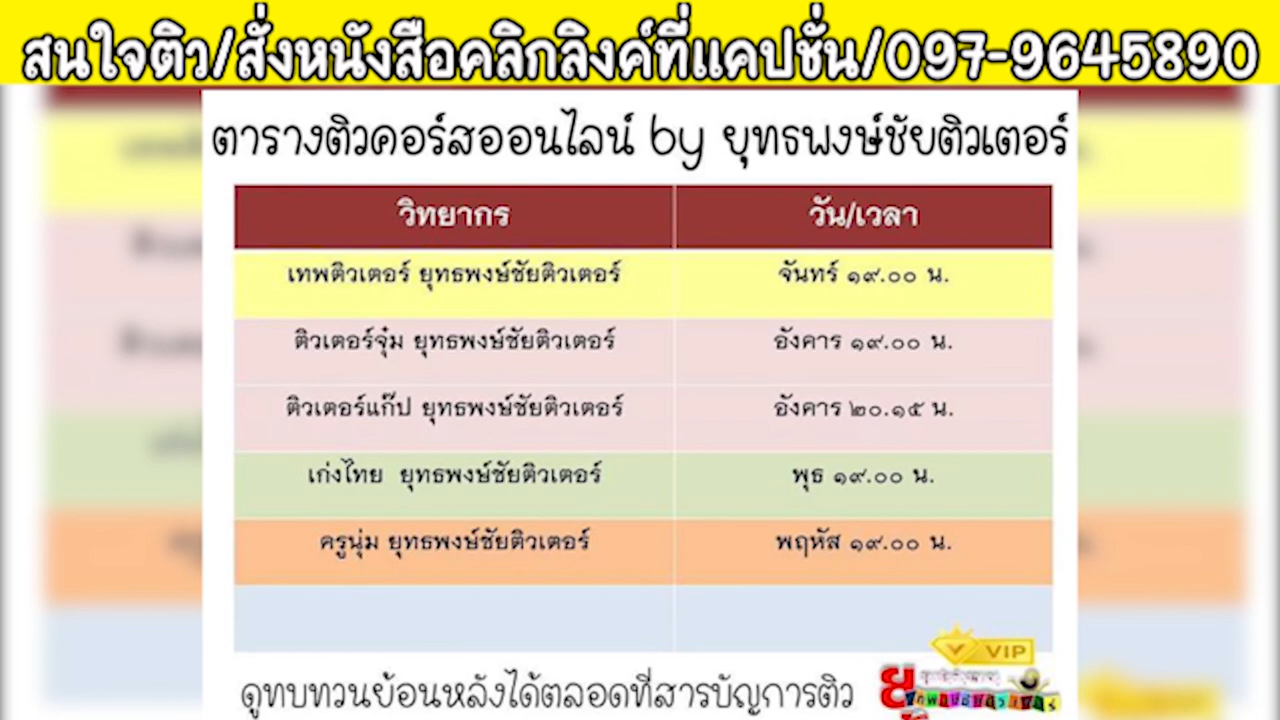 สนใจติว/สั่งหนังสือคลิกลิงค์ที่แคปชั่น/097-9645890
ตารางติวคอร์สออนไลน์ by ยุทธพงษ์ชัยติวเตอร์
วิทยากร วัน/เวลา
เทพติวเตอร์ ยุทธพงษ์ชัยติวเตอร์ จันทร์ ๑๙.๐๐ น.
ติวเตอร์จุ๋ม ยุทธพงษ์ชัยติวเตอร์ อังคาร ๑๙.๐๐ น.
ติวเตอร์แก๊ป ยุทธพงษ์ชัยติวเตอร์ อังคาร ๒๐.๑๕ น.
เก่งไทย ยุทธพงษ์ชัยติวเตอร์ พุธ ๑๙.๐๐ น.
ครูนุ่ม ยุทธพงษ์ชัยติวเตอร์ พฤหัส ๑๙.๐๐ น.
VIP
ดูทบทวนย้อนหลังได้ตลอดที่สารบัญการติว